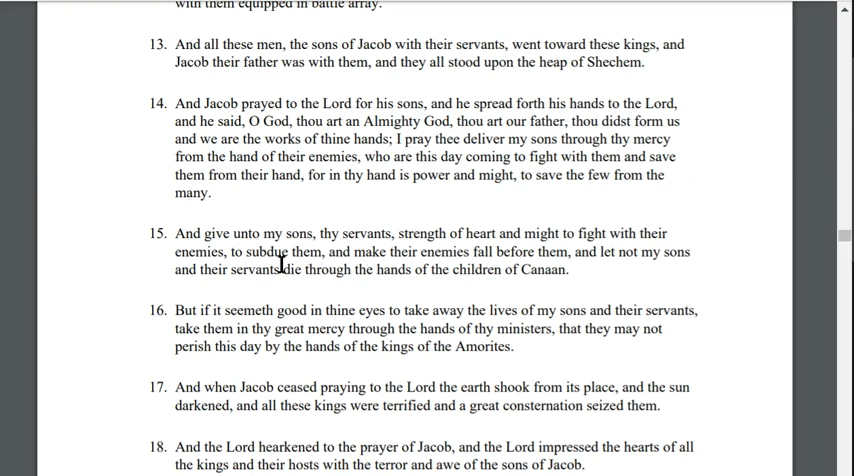 with them equipped in battle array.
13. And all these men, the sons of Jacob with their servants, went toward these kings, and
Jacob their father was with them, and they all stood upon the heap of Shechem.
14. And Jacob prayed to the Lord for his sons, and he spread forth his hands to the Lord,
and he said, O God, thou art an Almighty God, thou art our father, thou didst form us
and we are the works of thine hands; I pray thee deliver my sons through thy mercy
from the hand of their enemies, who are this day coming to fight with them and save
them from their hand, for in thy hand is power and might, to save the few from the
many.
15. And give unto my sons, thy servants, strength of heart and might to fight with their
enemies, to subdue them, and make their enemies fall before them, and let not my sons
and their servants die through the hands of the children of Canaan.
16. But if it seemeth good in thine eyes to take away the lives of my sons and their servants,
take them in thy great mercy through the hands of thy ministers, that they may not
perish this day by the hands of the kings of the Amorites.
17. And when Jacob ceased praying to the Lord the earth shook from its place, and the sun
darkened, and all these kings were terrified and a great consternation seized them.
18. And the Lord hearkened to the prayer of Jacob, and the Lord impressed the hearts of all
the kings and their hosts with the terror and awe of the sons of Jacob.